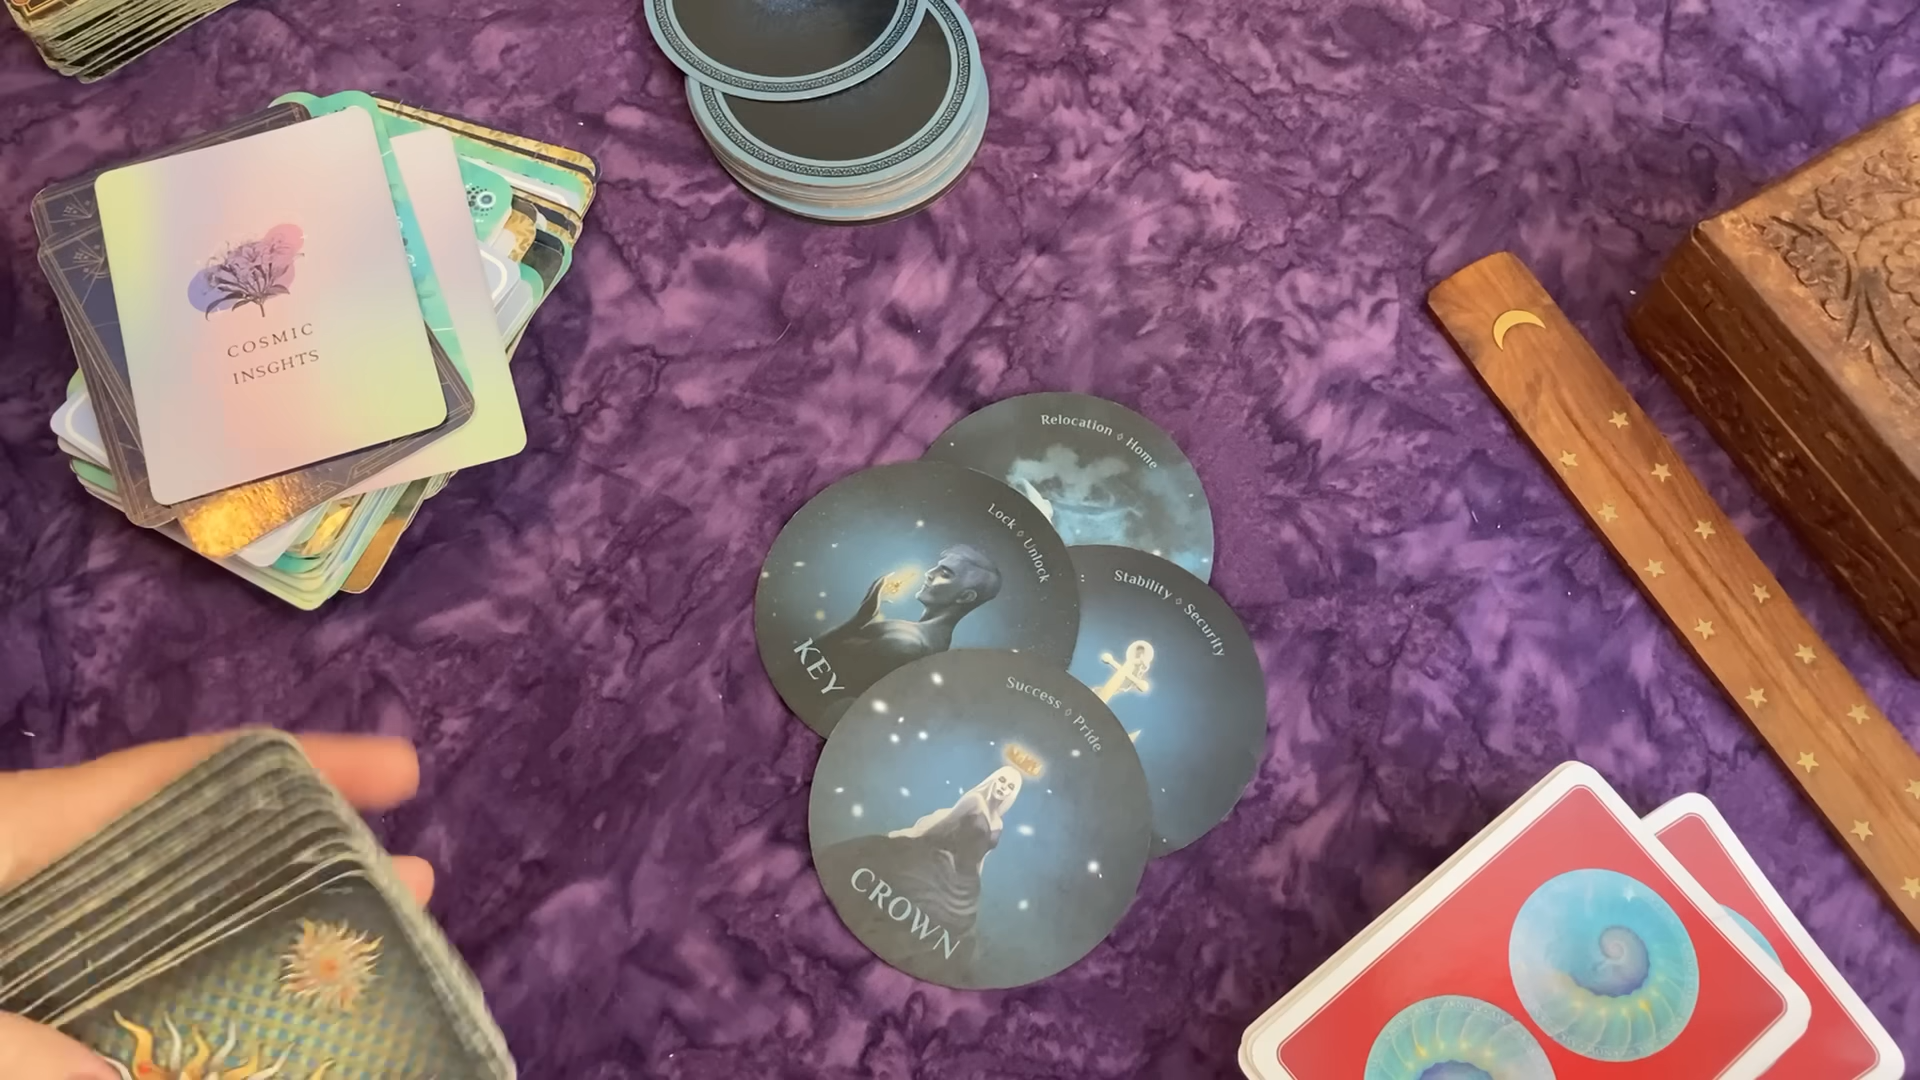 COSMIC
INSGHTS
Relocation ◊ Home
Lock ◊ Unlock
KEY
Stability ◊ Security
Success ◊ Pride
CROWN